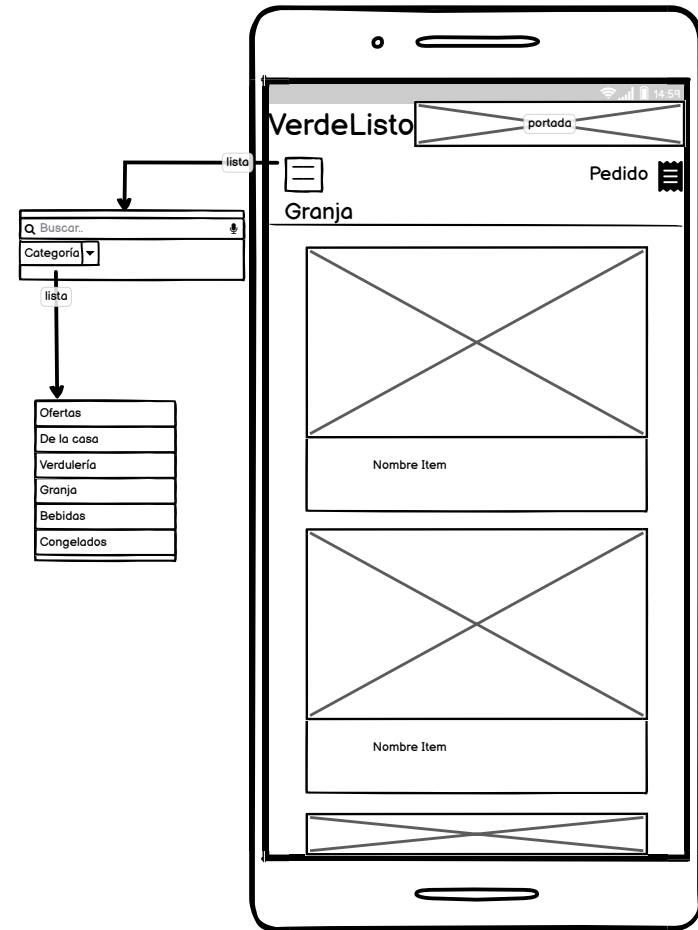 14:59
VerdeListo
portada
lista
Pedido
Granja
Buscar..
Categoría
lista
Ofertas
De la casa
Verdulería
Granja
Bebidas
Congelados
Nombre Item
Nombre Item